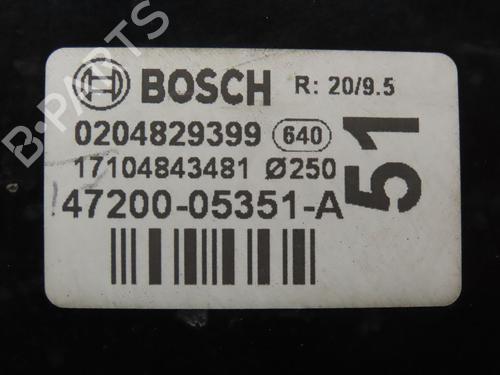 BOSCH R: 20/9.5
0204829399 640
17104843481 Ø250
47200-05351-A
51
B-PARTS